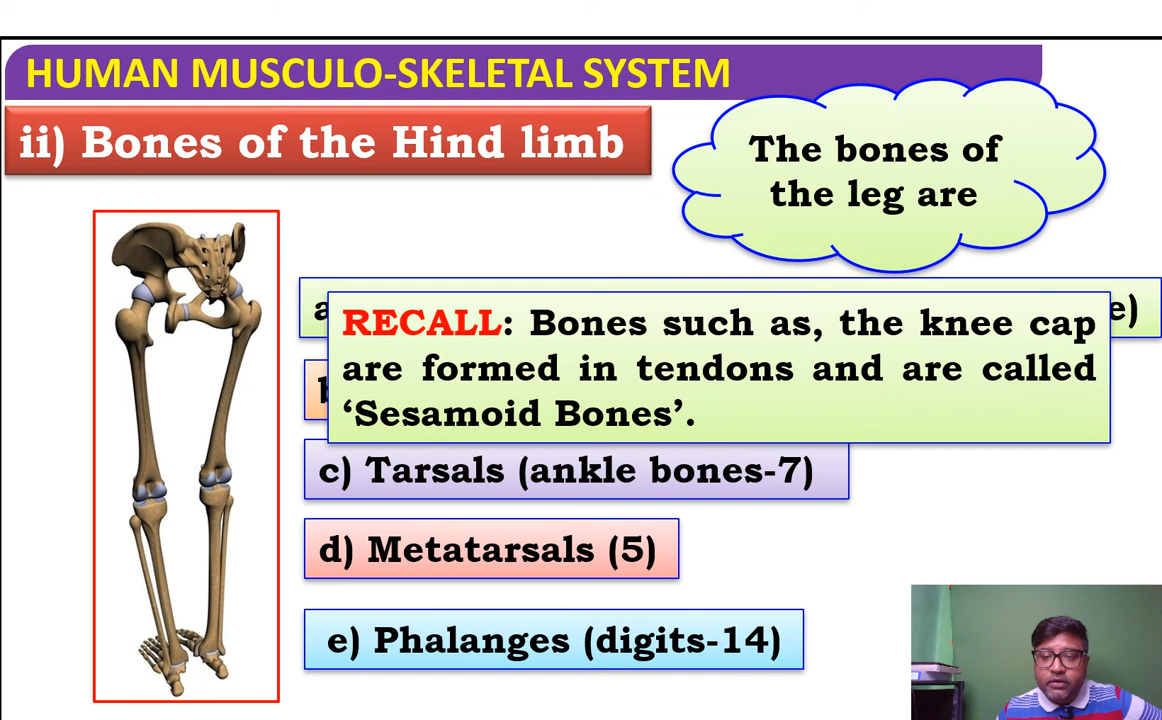 HUMAN MUSCULO-SKELETAL SYSTEM
ii) Bones of the Hind limb
The bones of
the leg are
a
e)
RECALL: Bones such as, the knee cap
are formed in tendons and are called
‘Sesamoid Bones’.
b
c) Tarsals (ankle bones-7)
d) Metatarsals (5)
e) Phalanges (digits-14)